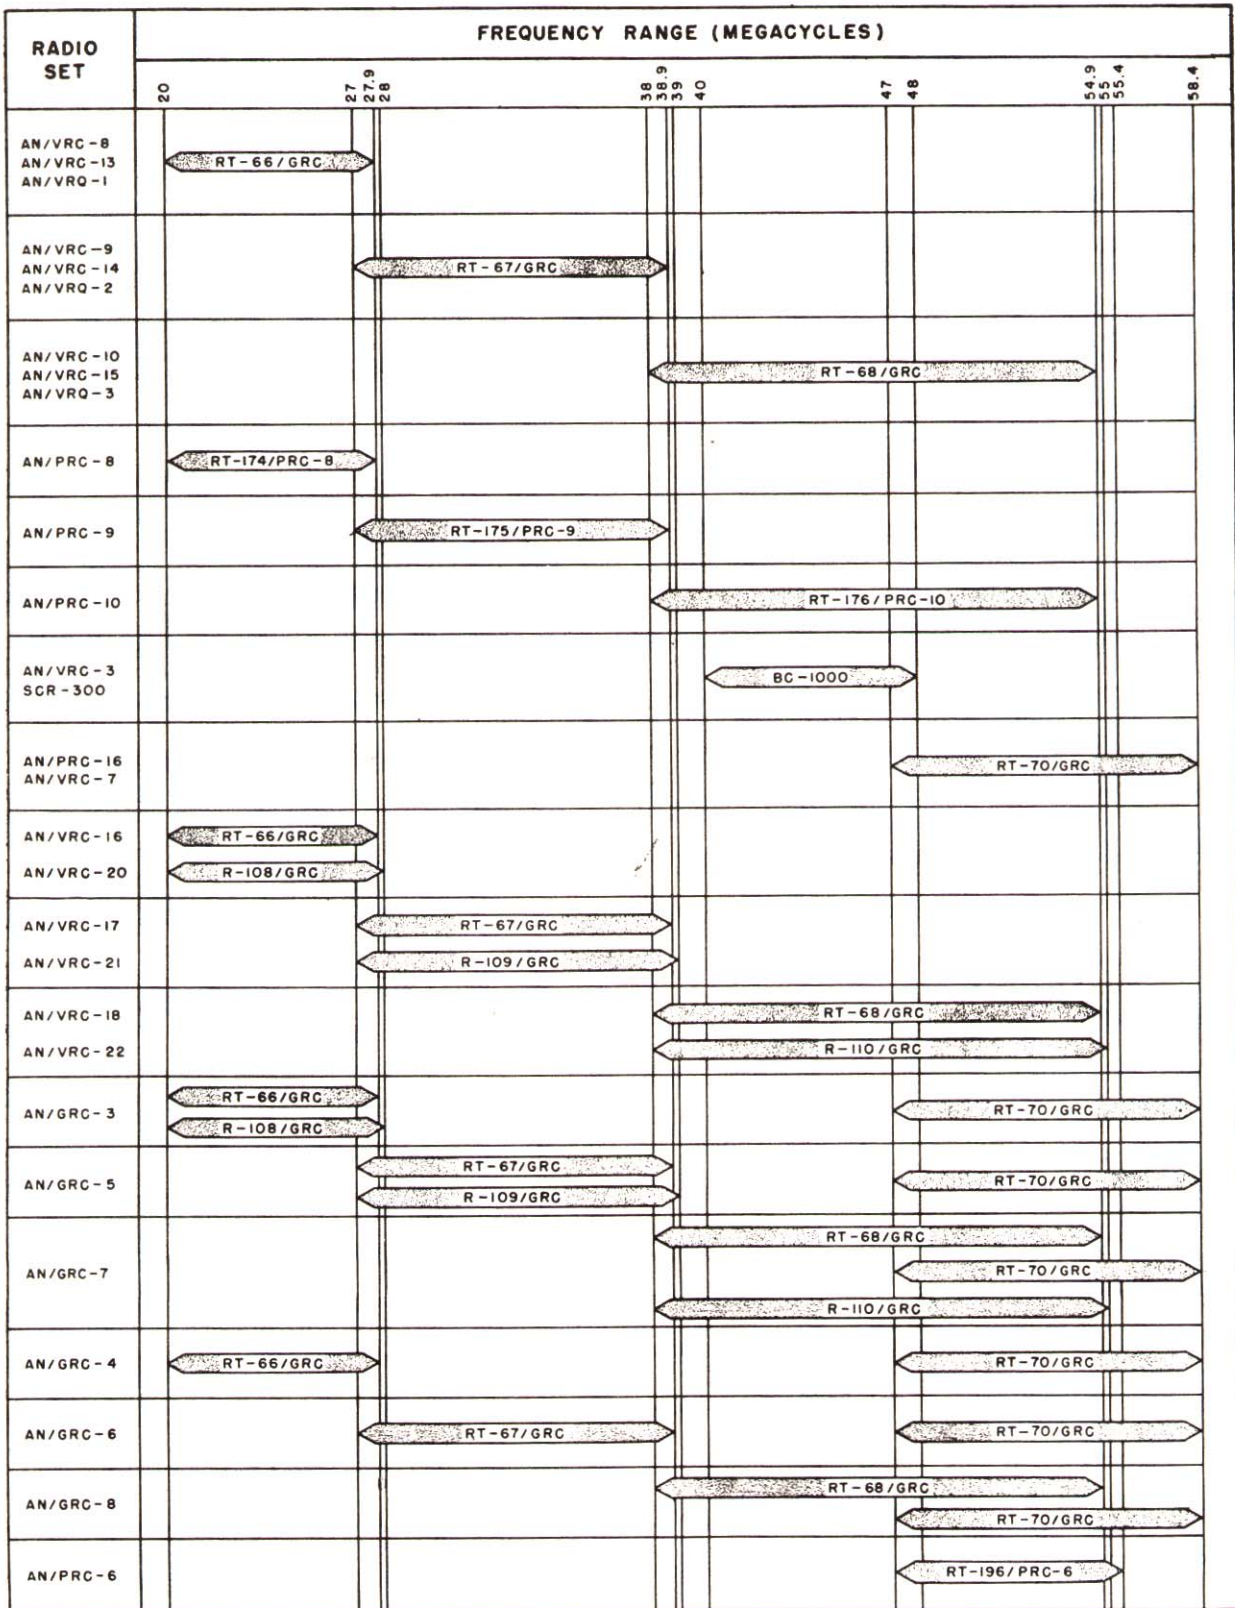 RADIO
SET
FREQUENCY RANGE (MEGACYCLES)
20
27
27.9
28
38
38.9
39
40
47
48
54.9
55
55.4
58.4
AN/VRC-8
AN/VRC-13
AN/VRQ-1
RT-66/GRC
AN/VRC-9
AN/VRC-14
AN/VRQ-2
RT-67/GRC
AN/VRC-10
AN/VRC-15
AN/VRQ-3
RT-68/GRC
AN/PRC-8
RT-174/PRC-8
AN/PRC-9
RT-175/PRC-9
AN/PRC-10
RT-176/PRC-10
AN/VRC-3
SCR-300
BC-1000
AN/PRC-16
AN/VRC-7
RT-70/GRC
AN/VRC-16
RT-66/GRC
AN/VRC-20
R-108/GRC
AN/VRC-17
RT-67/GRC
AN/VRC-21
R-109/GRC
AN/VRC-18
RT-68/GRC
AN/VRC-22
R-110/GRC
AN/GRC-3
RT-66/GRC
R-108/GRC
RT-70/GRC
AN/GRC-5
RT-67/GRC
R-109/GRC
RT-70/GRC
AN/GRC-7
RT-68/GRC
RT-70/GRC
R-110/GRC
AN/GRC-4
RT-66/GRC
RT-70/GRC
AN/GRC-6
RT-67/GRC
RT-70/GRC
AN/GRC-8
RT-68/GRC
RT-70/GRC
AN/PRC-6
RT-196/PRC-6